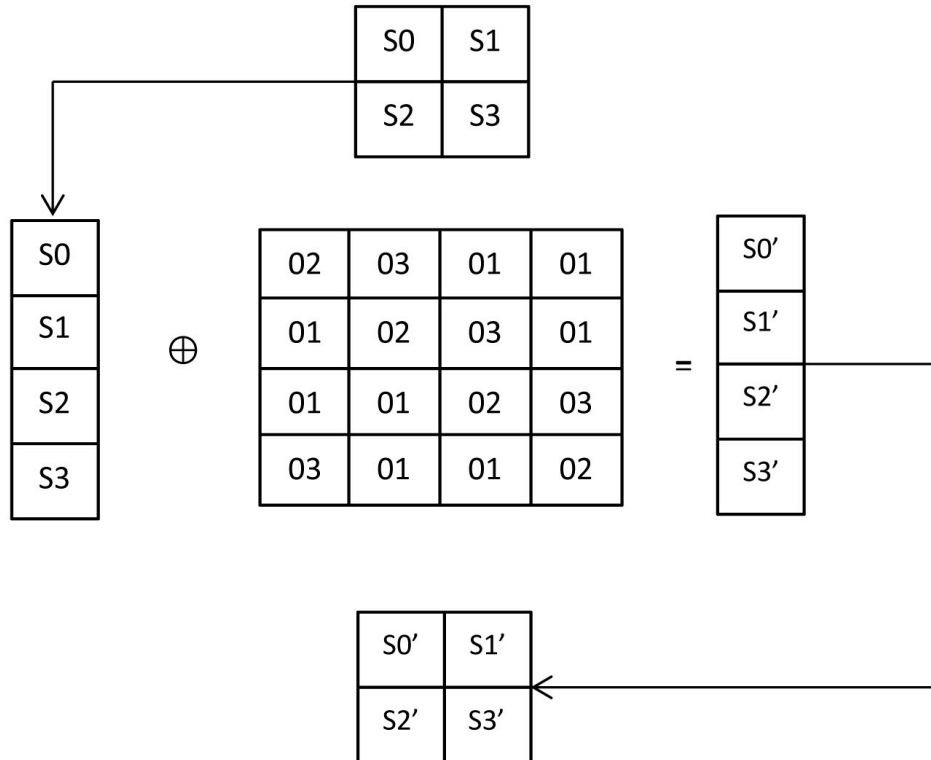 S0 S1
S2 S3
S0
S1
S2
S3
⊕
02 03 01 01
01 02 03 01
01 01 02 03
03 01 01 02
=
S0’
S1’
S2’
S3’
S0’ S1’
S2’ S3’